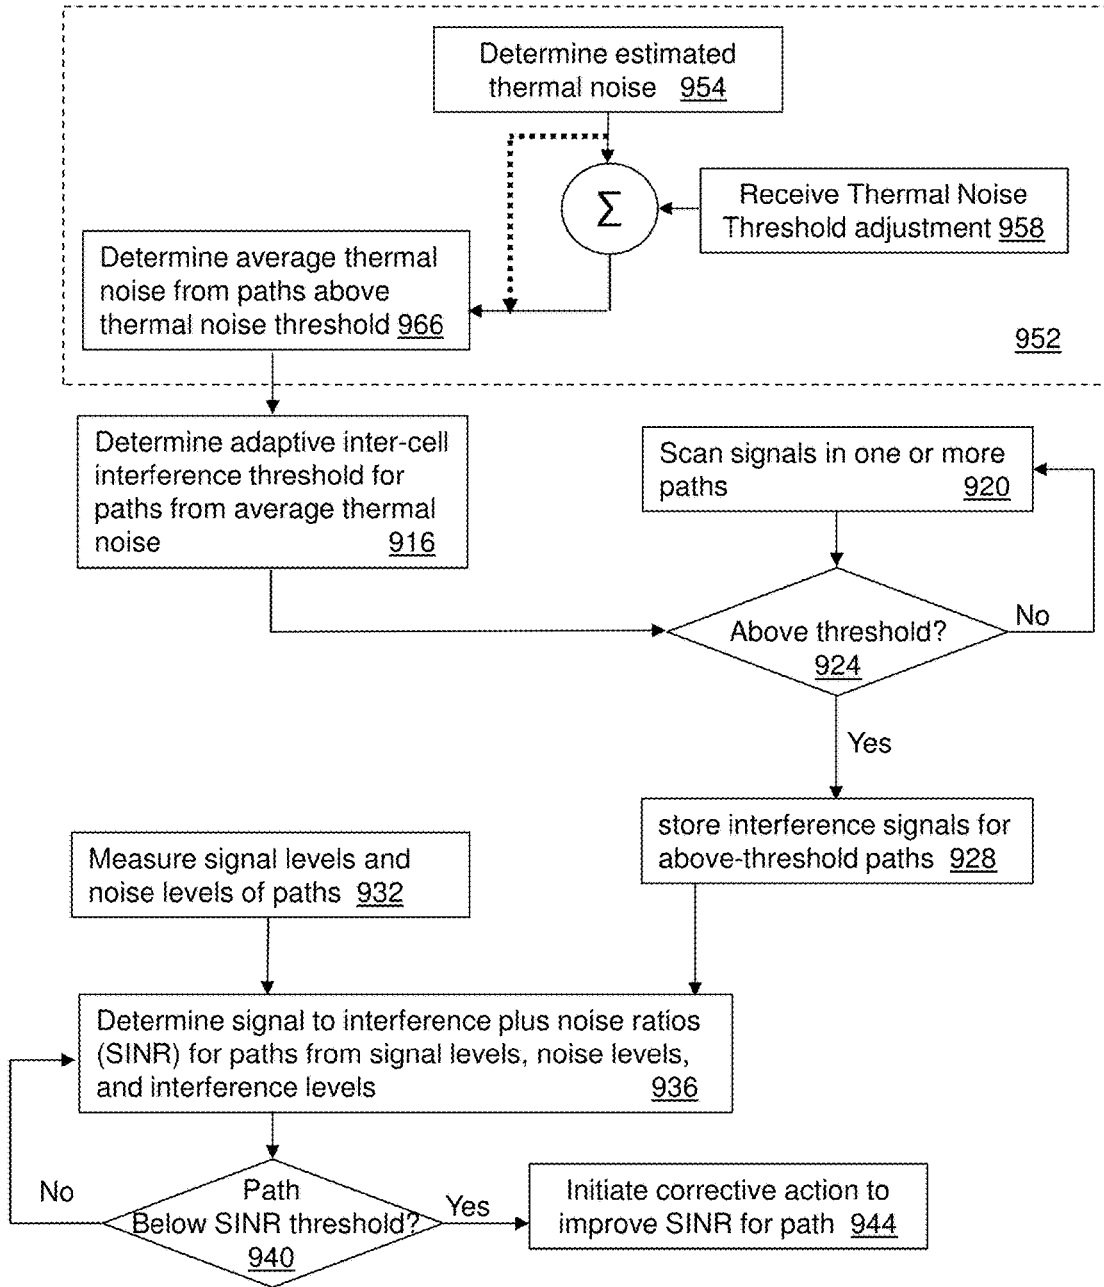 Determine estimated
thermal noise 954
Σ
Receive Thermal Noise
Threshold adjustment 958
Determine average thermal
noise from paths above
thermal noise threshold 966
952
Determine adaptive inter-cell
interference threshold for
paths from average thermal
noise 916
Scan signals in one or more
paths 920
Above threshold?
924
No
Yes
store interference signals for
above-threshold paths 928
Measure signal levels and
noise levels of paths 932
Determine signal to interference plus noise ratios
(SINR) for paths from signal levels, noise levels,
and interference levels 936
No
Path
Below SINR threshold?
940
Yes
Initiate corrective action to
improve SINR for path 944